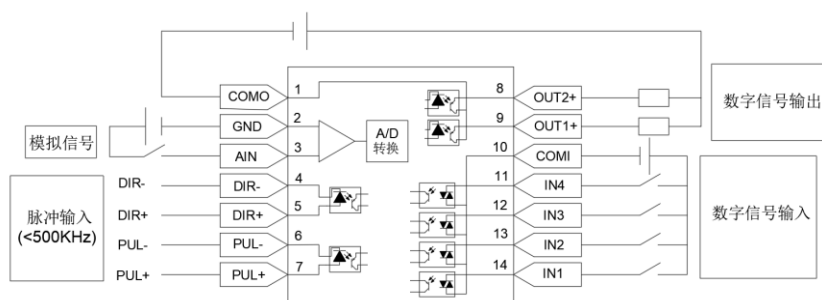 COMO
1
8
OUT2+
数字信号输出
模拟信号
GND
2
A/D
转换
9
OUT1+
AIN
3
10
COMI
脉冲输入
(<500KHz)
DIR-
DIR-
4
11
IN4
数字信号输入
DIR+
DIR+
5
12
IN3
PUL-
PUL-
6
13
IN2
PUL+
PUL+
7
14
IN1